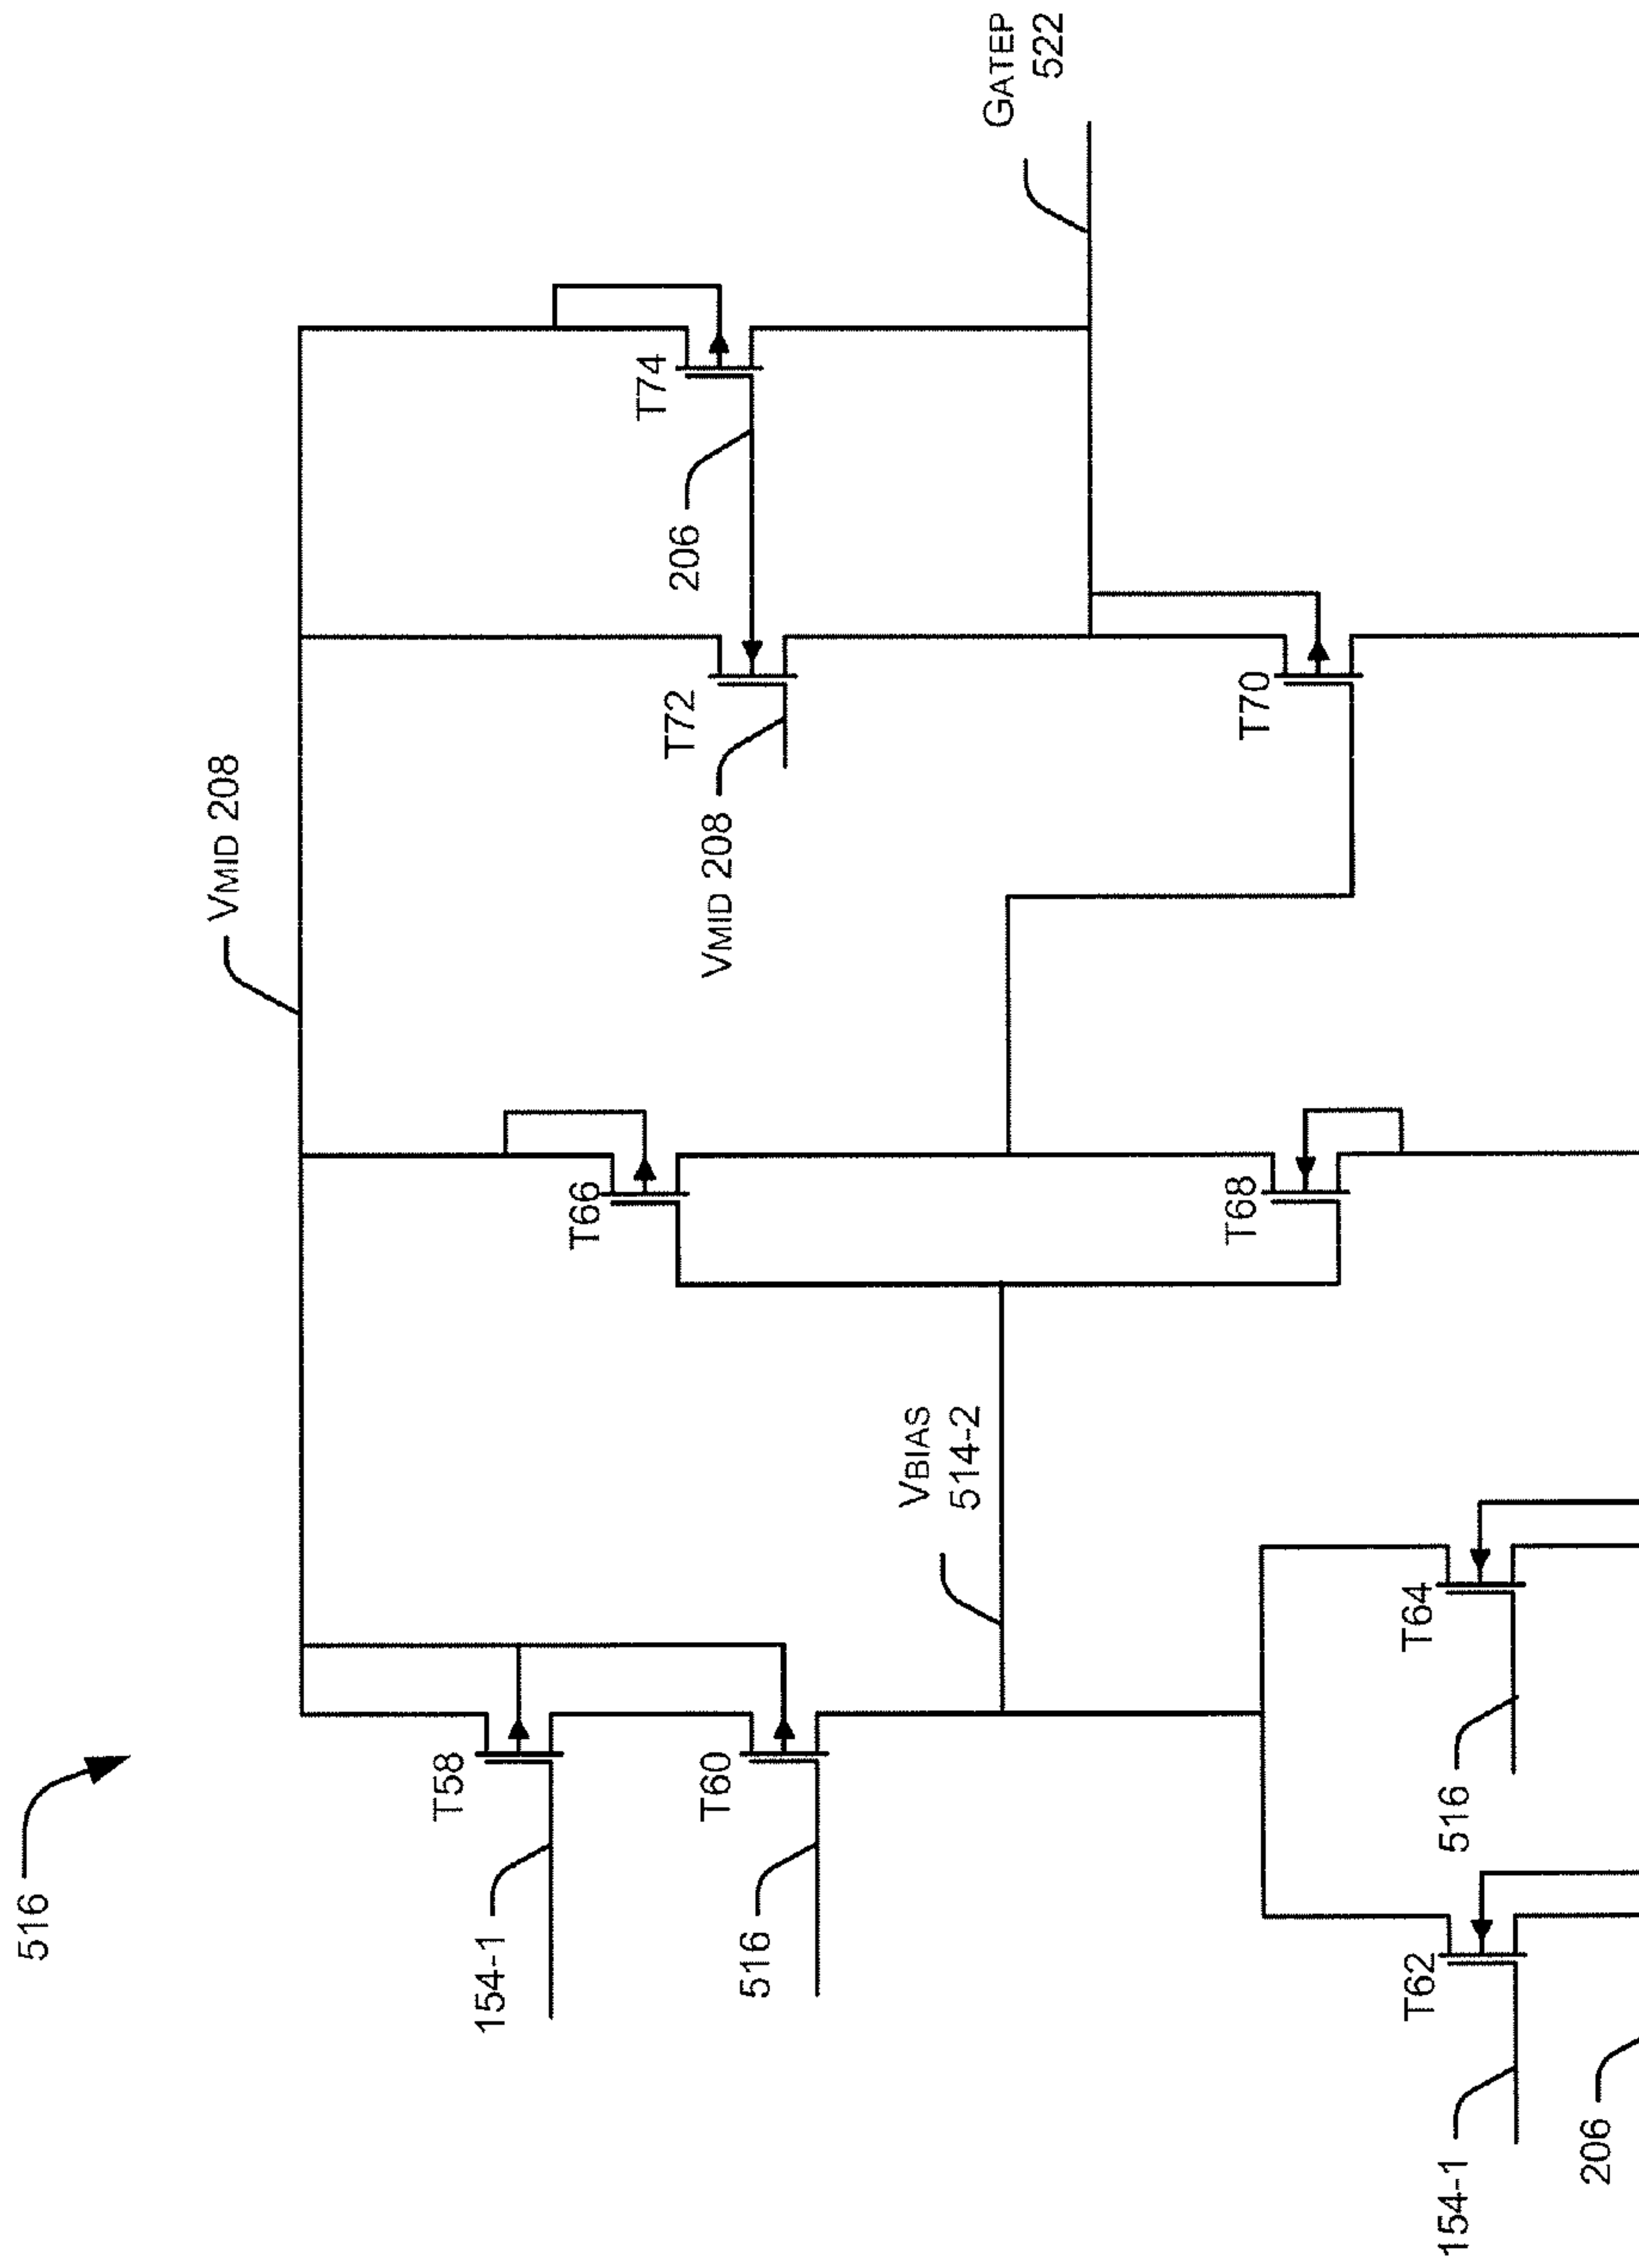 516
VMID 208
154-1
T58
516
T60
VBIAS
514-2
T66
T68
VMID 208
T72
206
T74
GATEP
522
T70
154-1
T62
516
T64
206